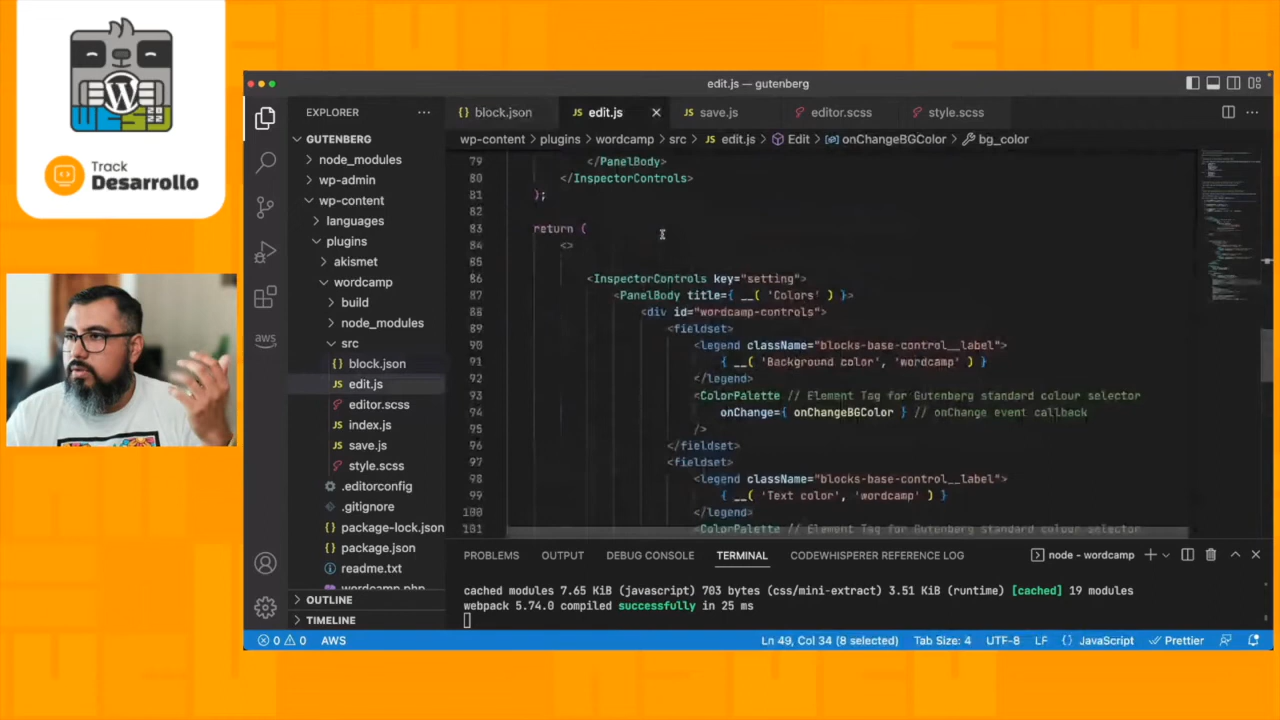 WCES
2022
Track
Desarrollo
edit.js — gutenberg
EXPLORER
GUTENBERG
node_modules
wp-admin
wp-content
languages
plugins
akismet
wordcamp
build
node_modules
src
block.json
edit.js
editor.scss
index.js
save.js
style.scss
.editorconfig
.gitignore
package-lock.json
package.json
readme.txt
wordcamp.php
OUTLINE
TIMELINE
block.json
edit.js
save.js
editor.scss
style.scss
wp-content > plugins > wordcamp > src > JS edit.js > Edit > onChangeBGColor > bg_color
79 </PanelBody>
80 </InspectorControls>
81 );
82
83 return (
84 <>
85
86 <InspectorControls key="setting">
87 <PanelBody title={ __( 'Colors' ) }>
88 <div id="wordcamp-controls">
89 <fieldset>
90 <legend className="blocks-base-control__label">
91 { __( 'Background color', 'wordcamp' ) }
92 </legend>
93 <ColorPalette // Element Tag for Gutenberg standard colour selector
94 onChange={ onChangeBGColor } // onChange event callback
95 />
96 </fieldset>
97 <fieldset>
98 <legend className="blocks-base-control__label">
99 { __( 'Text color', 'wordcamp' ) }
100 </legend>
101 <ColorPalette // Element Tag for Gutenberg standard colour selector
PROBLEMS OUTPUT DEBUG CONSOLE TERMINAL CODEWHISPERER REFERENCE LOG
node - wordcamp
cached modules 7.65 KiB (javascript) 703 bytes (css/mini-extract) 3.51 KiB (runtime) [cached] 19 modules
webpack 5.74.0 compiled successfully in 25 ms
0 0 AWS
Ln 49, Col 34 (8 selected) Tab Size: 4 UTF-8 LF {} JavaScript Prettier